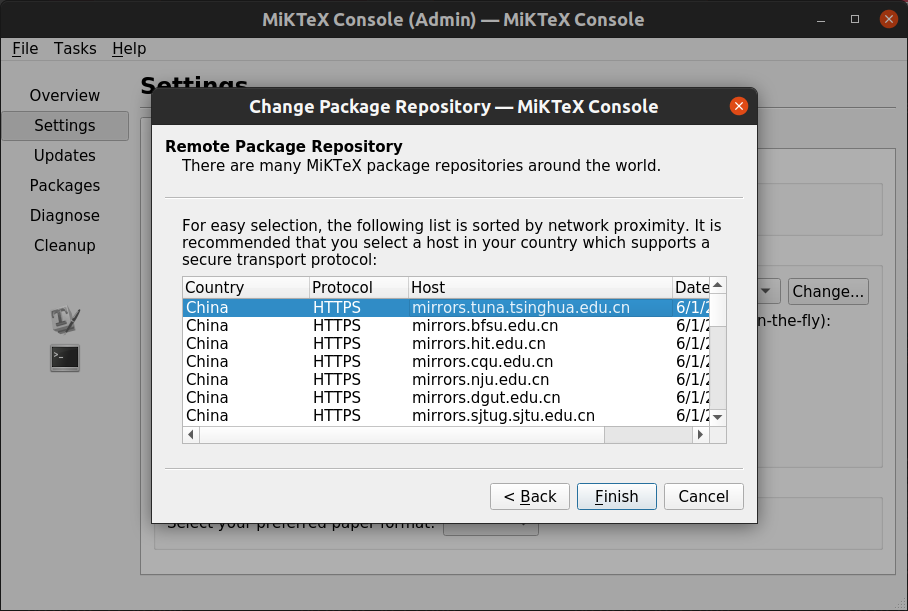 MiKTeX Console (Admin) — MiKTeX Console
File Tasks Help
Settings
Overview
Settings
Updates
Packages
Diagnose
Cleanup
Change Package Repository — MiKTeX Console
Remote Package Repository
There are many MiKTeX package repositories around the world.
For easy selection, the following list is sorted by network proximity. It is
recommended that you select a host in your country which supports a
secure transport protocol:
Country Protocol Host Date
China HTTPS mirrors.tuna.tsinghua.edu.cn 6/1/2
China HTTPS mirrors.bfsu.edu.cn 6/1/2
China HTTPS mirrors.hit.edu.cn 6/1/2
China HTTPS mirrors.cqu.edu.cn 6/1/2
China HTTPS mirrors.nju.edu.cn 6/1/2
China HTTPS mirrors.dgut.edu.cn 6/1/2
China HTTPS mirrors.sjtug.sjtu.edu.cn 6/1/2
< Back Finish Cancel
Change...
n-the-fly):
Select your preferred paper format: